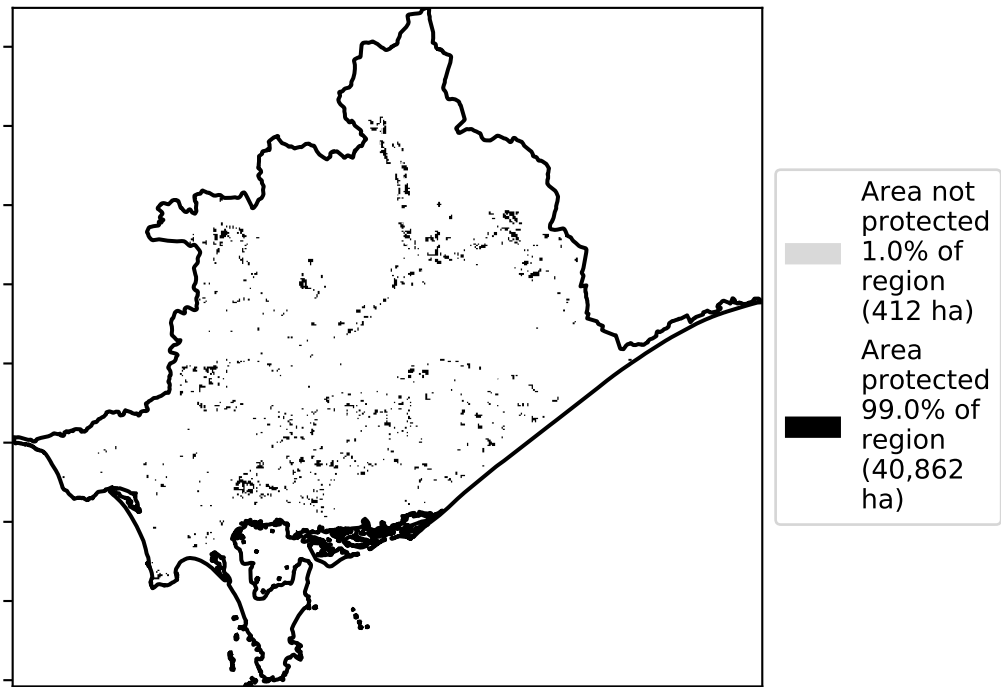 Area not
protected
1.0% of
region
(412 ha)
Area
protected
99.0% of
region
(40,862
ha)